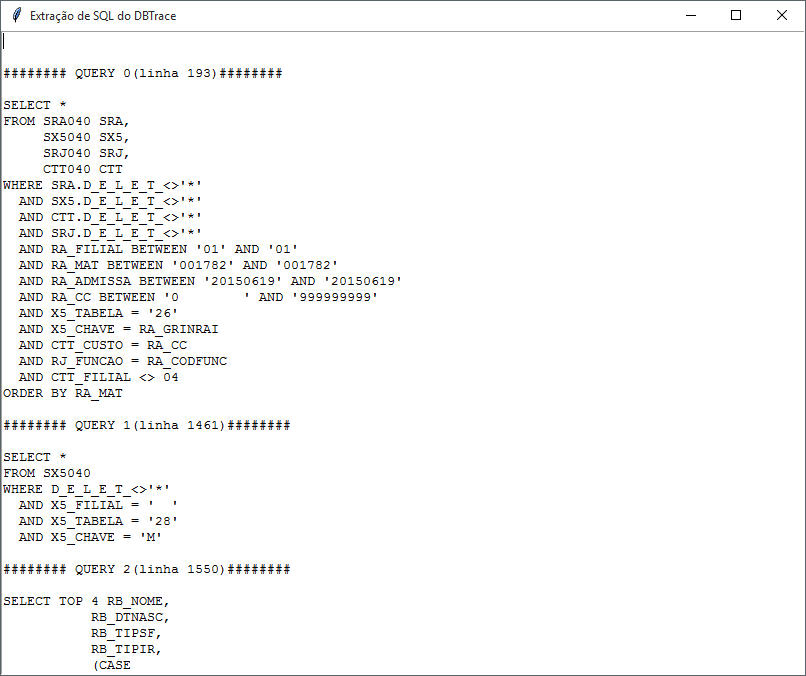 Extração de SQL do DBTrace
######## QUERY 0(linha 193)########
SELECT *
FROM SRA040 SRA,
     SX5040 SX5,
     SRJ040 SRJ,
     CTT040 CTT
WHERE SRA.D_E_L_E_T_<>'*'
  AND SX5.D_E_L_E_T_<>'*'
  AND CTT.D_E_L_E_T_<>'*'
  AND SRJ.D_E_L_E_T_<>'*'
  AND RA_FILIAL BETWEEN '01' AND '01'
  AND RA_MAT BETWEEN '001782' AND '001782'
  AND RA_ADMISSA BETWEEN '20150619' AND '20150619'
  AND RA_CC BETWEEN '0        ' AND '999999999'
  AND X5_TABELA = '26'
  AND X5_CHAVE = RA_GRINRAI
  AND CTT_CUSTO = RA_CC
  AND RJ_FUNCAO = RA_CODFUNC
  AND CTT_FILIAL <> 04
ORDER BY RA_MAT
######## QUERY 1(linha 1461)########
SELECT *
FROM SX5040
WHERE D_E_L_E_T_<>'*'
  AND X5_FILIAL = '  '
  AND X5_TABELA = '28'
  AND X5_CHAVE = 'M'
######## QUERY 2(linha 1550)########
SELECT TOP 4 RB_NOME,
           RB_DTNASC,
           RB_TIPSF,
           RB_TIPIR,
           (CASE